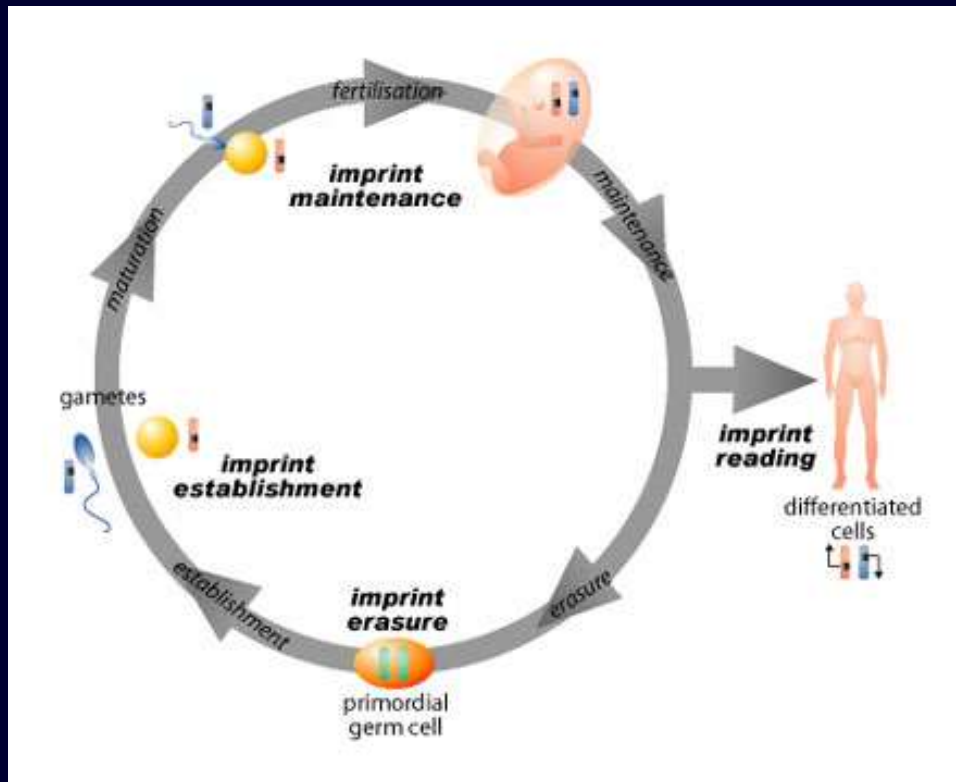 fertilisation
imprint
maintenance
maintenance
maturation
gametes
imprint
establishment
imprint
reading
differentiated
cells
establishment
imprint
erasure
erasure
primordial
germ cell